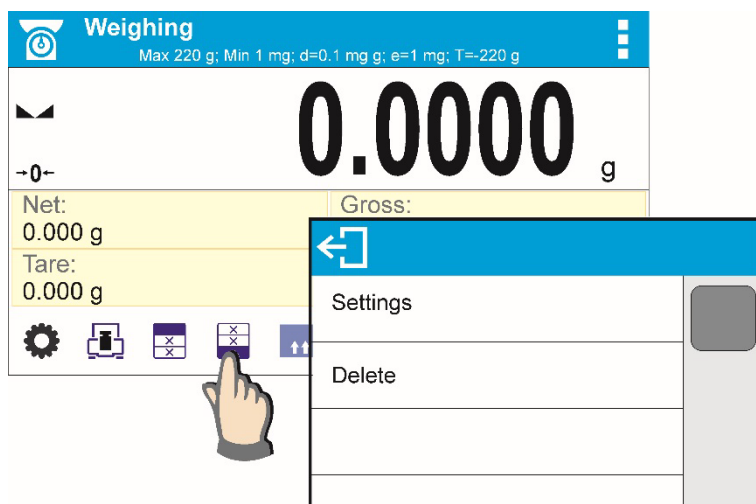 Weighing
Max 220 g; Min 1 mg; d=0.1 mg g; e=1 mg; T=-220 g
0.0000 g
→0←
Net:
0.000 g
Gross:
Tare:
0.000 g
Settings
Delete